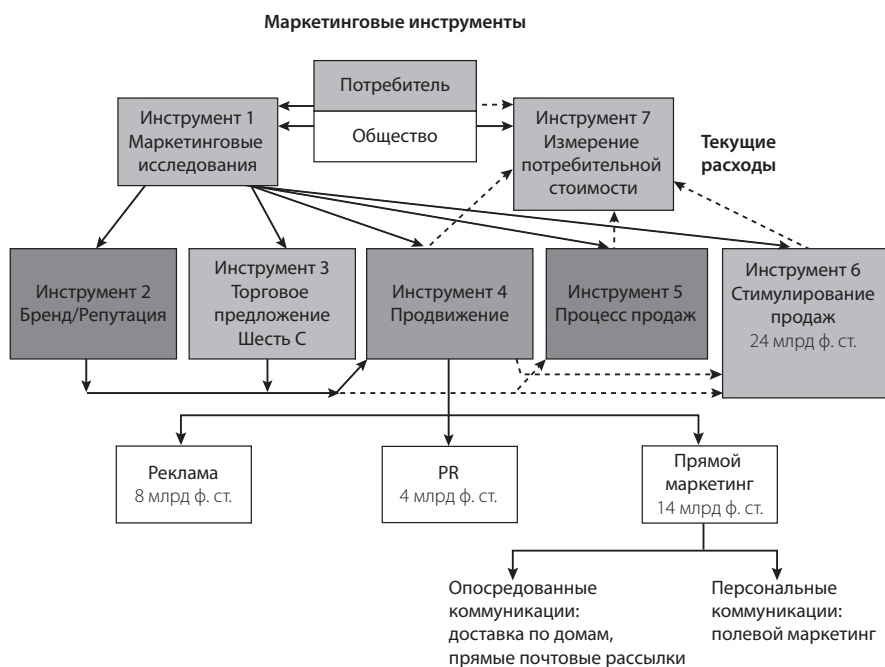 Маркетинговые инструменты
Потребитель
Общество
Инструмент 1
Маркетинговые
исследования
Инструмент 7
Измерение
потребительной
стоимости
Текущие
расходы
Инструмент 2
Бренд/Репутация
Инструмент 3
Торговое
предложение
Шесть С
Инструмент 4
Продвижение
Инструмент 5
Процесс продаж
Инструмент 6
Стимулирование
продаж
24 млрд ф. ст.
Реклама
8 млрд ф. ст.
PR
4 млрд ф. ст.
Прямой
маркетинг
14 млрд ф. ст.
Опосредованные
коммуникации:
доставка по домам,
прямые почтовые рассылки
Персональные
коммуникации:
полевой маркетинг